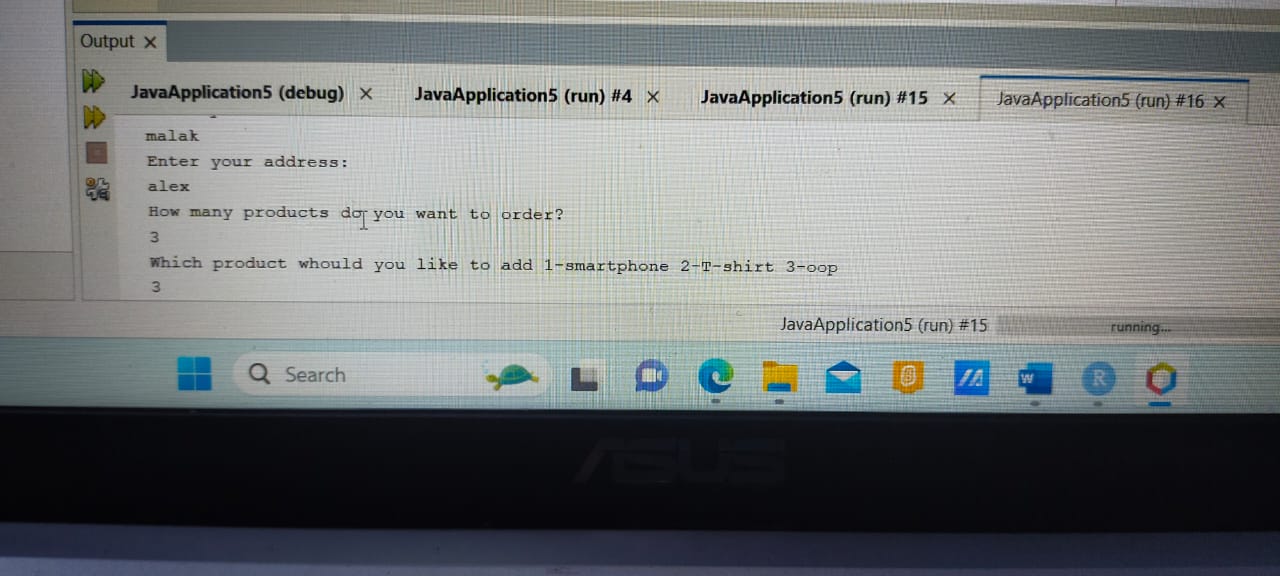 Output
JavaApplication5 (debug) JavaApplication5 (run) #4 JavaApplication5 (run) #15 JavaApplication5 (run) #16
malak
Enter your address:
alex
How many products do you want to order?
3
Which product whould you like to add 1-smartphone 2-T-shirt 3-oop
3
JavaApplication5 (run) #15 running...
Search
W R
ASUS